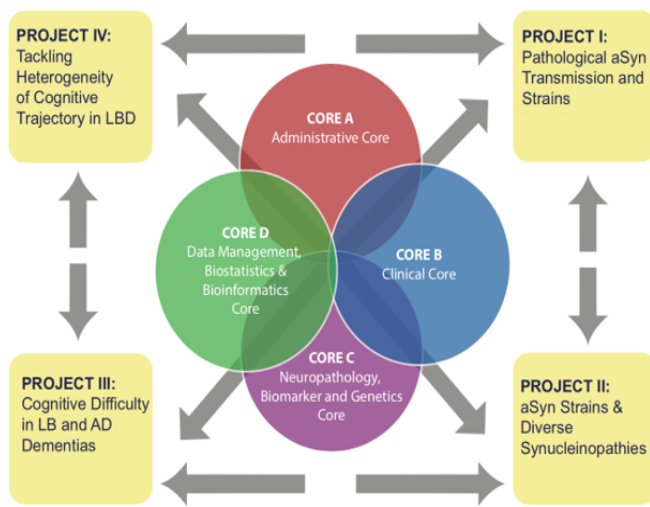 PROJECT IV:
Tackling
Heterogeneity
of Cognitive
Trajectory in LBD
PROJECT I:
Pathological aSyn
Transmission and
Strains
CORE A
Administrative Core
CORE D
Data Management,
Biostatistics &
Bioinformatics
Core
CORE B
Clinical Core
CORE C
Neuropathology,
Biomarker and Genetics
Core
PROJECT III:
Cognitive Difficulty
in LB and AD
Dementias
PROJECT II:
aSyn Strains &
Diverse
Synucleinopathies